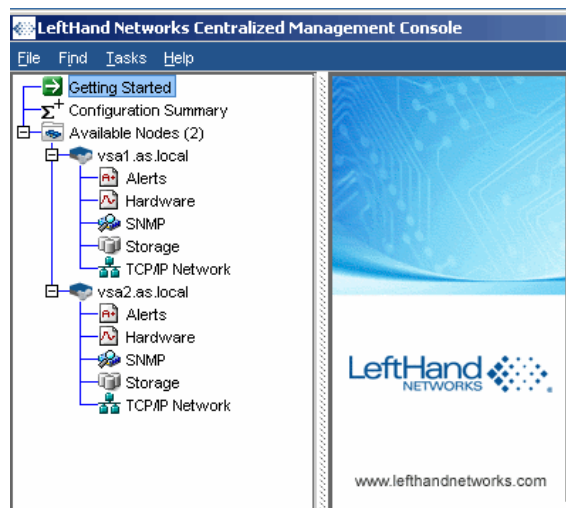 LeftHand Networks Centralized Management Console
File Find Tasks Help
Getting Started
Configuration Summary
Available Nodes (2)
vsa1.as.local
Alerts
Hardware
SNMP
Storage
TCP/IP Network
vsa2.as.local
Alerts
Hardware
SNMP
Storage
TCP/IP Network
LeftHand
NETWORKS
www.lefthandnetworks.com